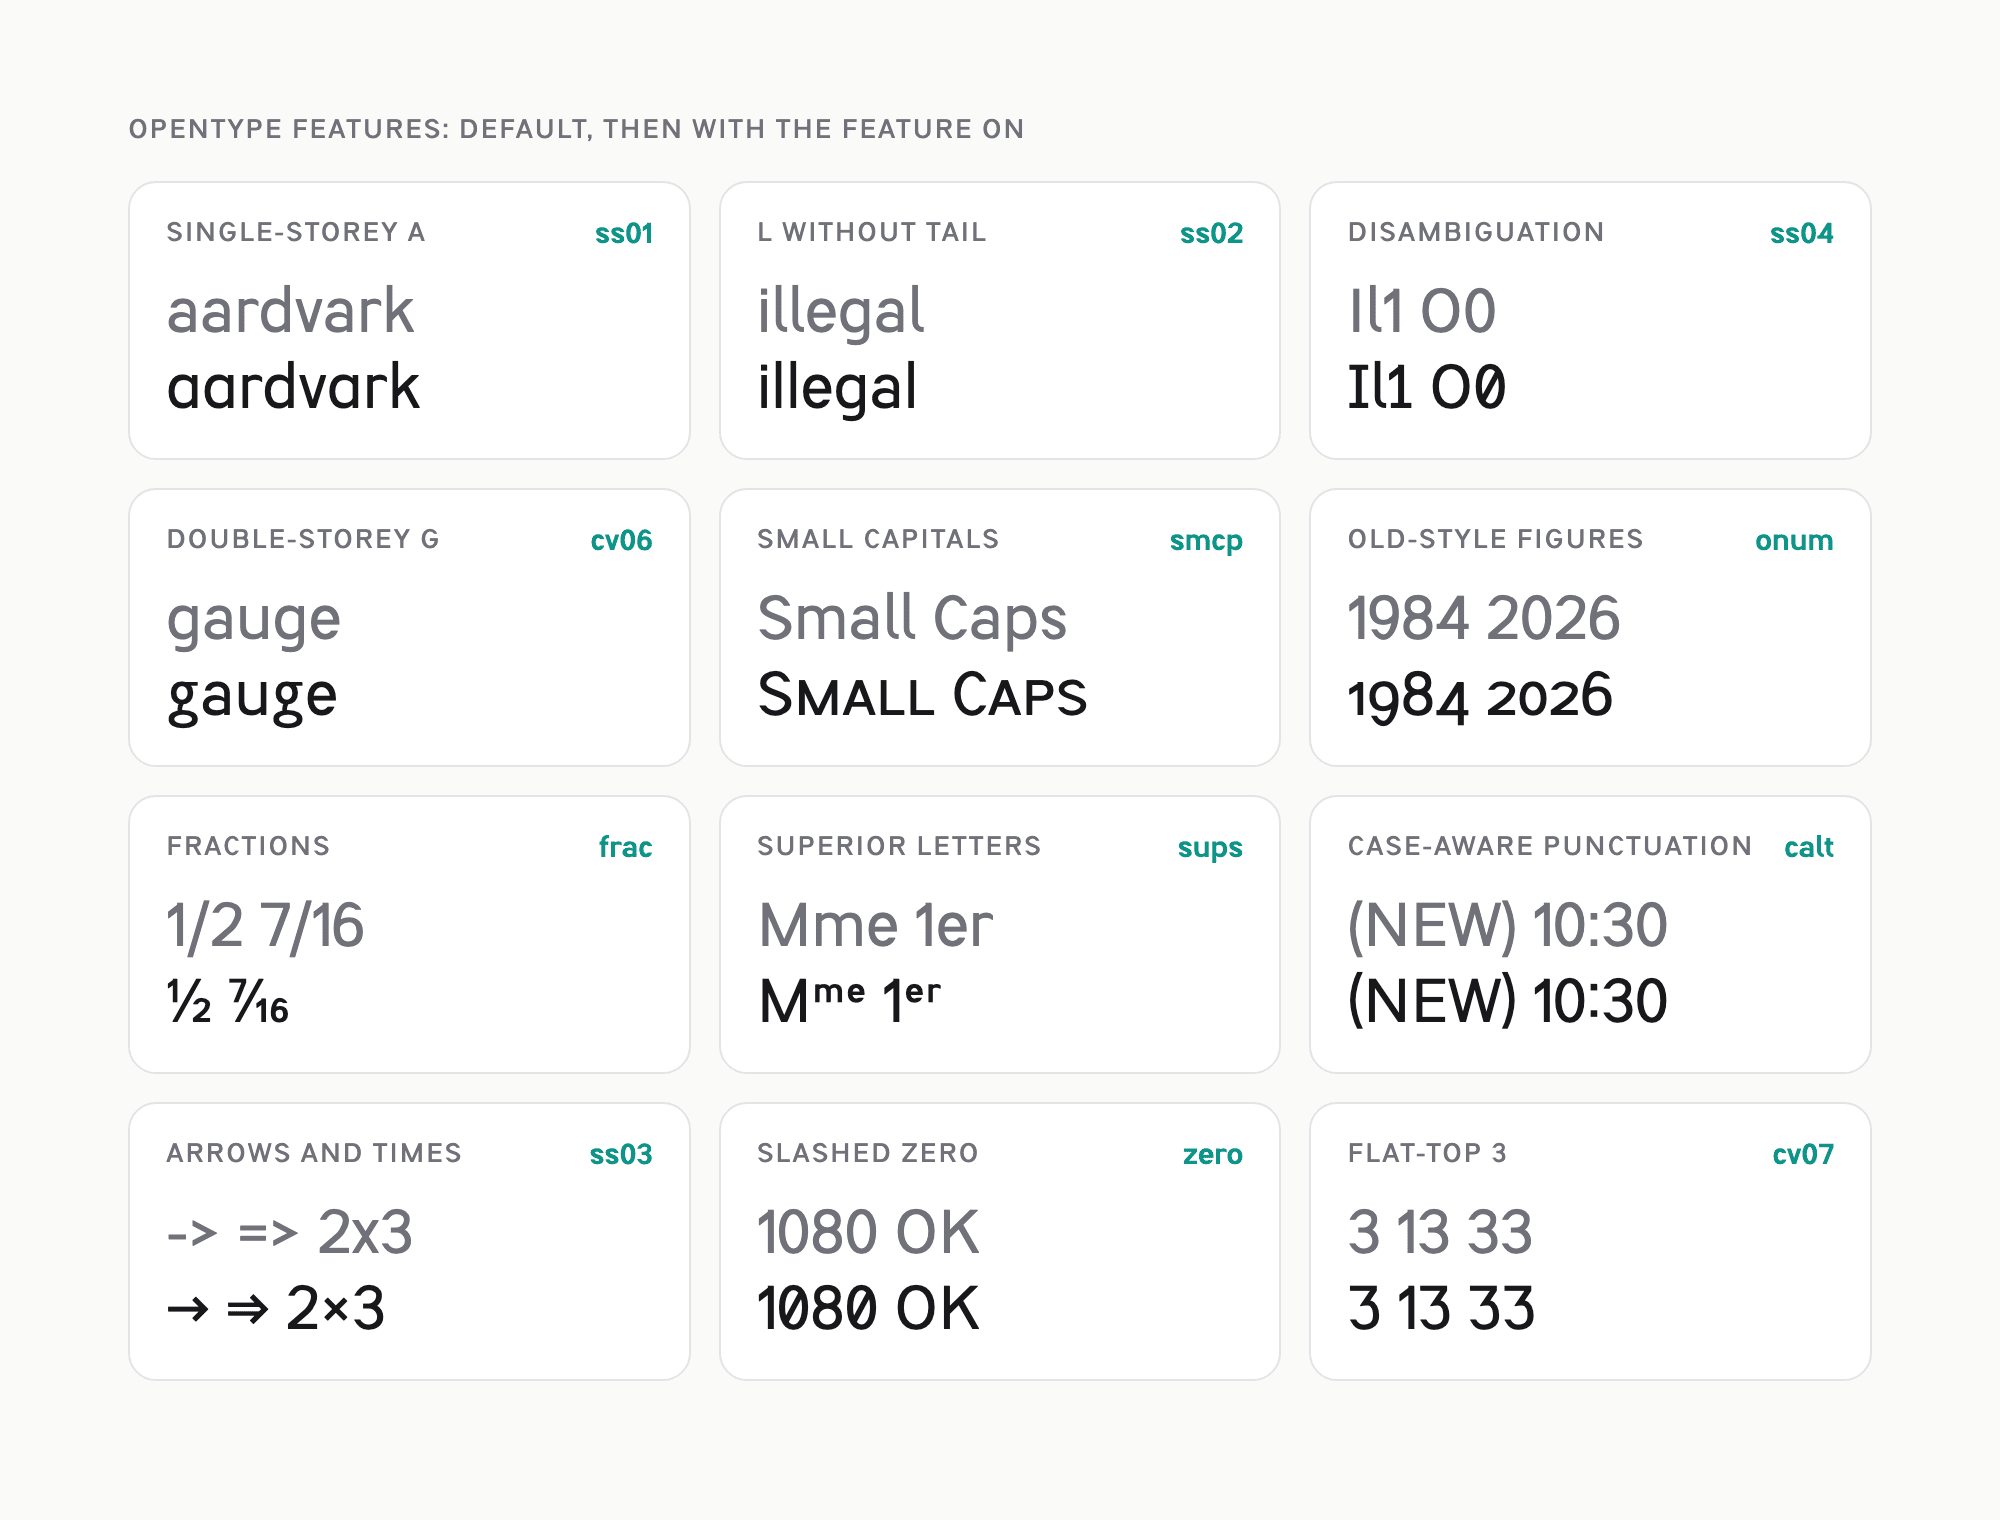 OPENTYPE FEATURES: DEFAULT, THEN WITH THE FEATURE ON
SINGLE-STOREY A ss01
aardvark
aardvark
L WITHOUT TAIL ss02
illegal
illegal
DISAMBIGUATION ss04
Il1 O0
Il1 O0
DOUBLE-STOREY G cv06
gauge
gauge
SMALL CAPITALS smcp
Small Caps
Small Caps
OLD-STYLE FIGURES onum
1984 2026
1984 2026
FRACTIONS frac
1/2 7/16
½ ⁷⁄₁₆
SUPERIOR LETTERS sups
Mme 1er
Mᵐᵉ 1ᵉʳ
CASE-AWARE PUNCTUATION calt
(NEW) 10:30
(NEW) 10:30
ARROWS AND TIMES ss03
-> => 2x3
→ ⇒ 2×3
SLASHED ZERO zero
1080 OK
1080 OK
FLAT-TOP 3 cv07
3 13 33
3 13 33